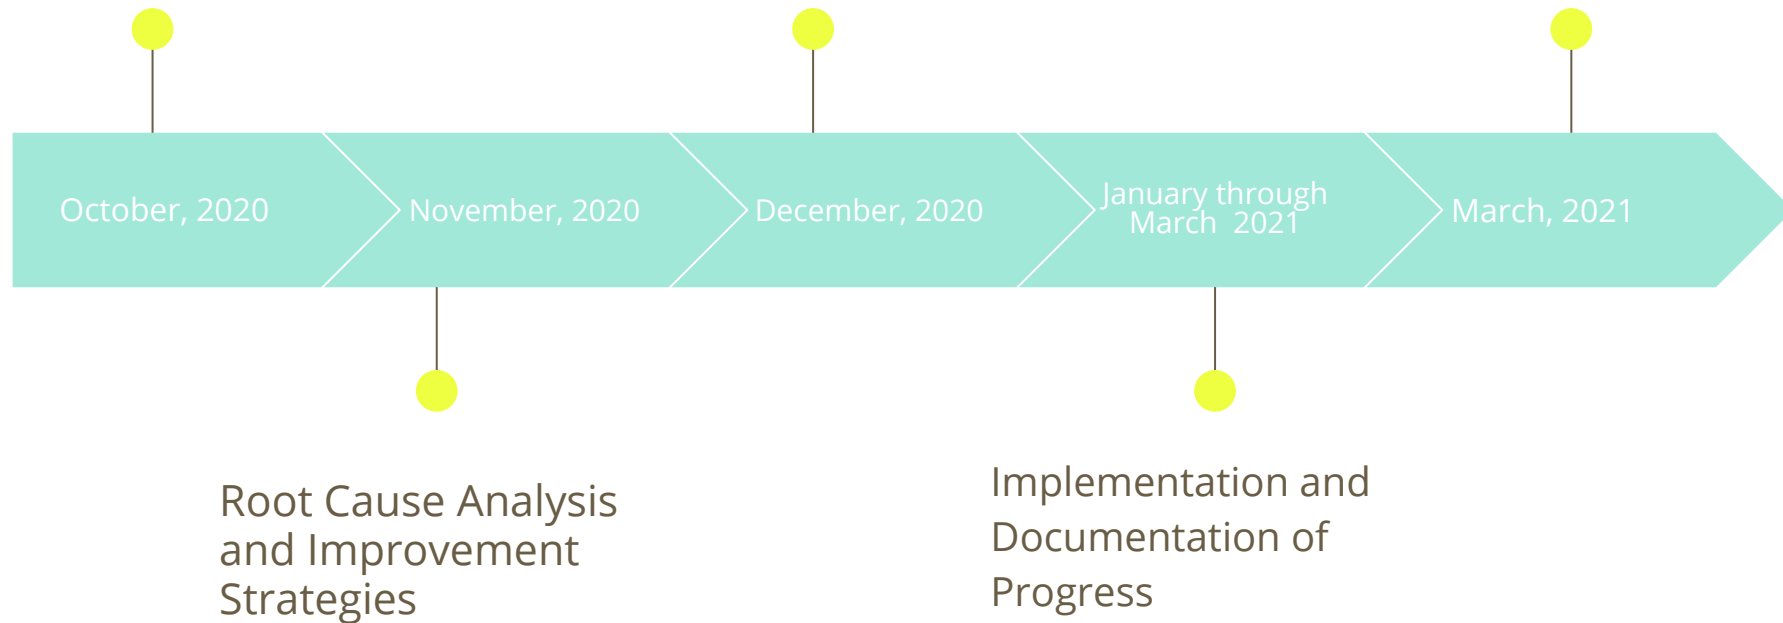 October, 2020
November, 2020
December, 2020
January through
March  2021
March, 2021
Root Cause Analysis
and Improvement
Strategies
Implementation and
Documentation of
Progress